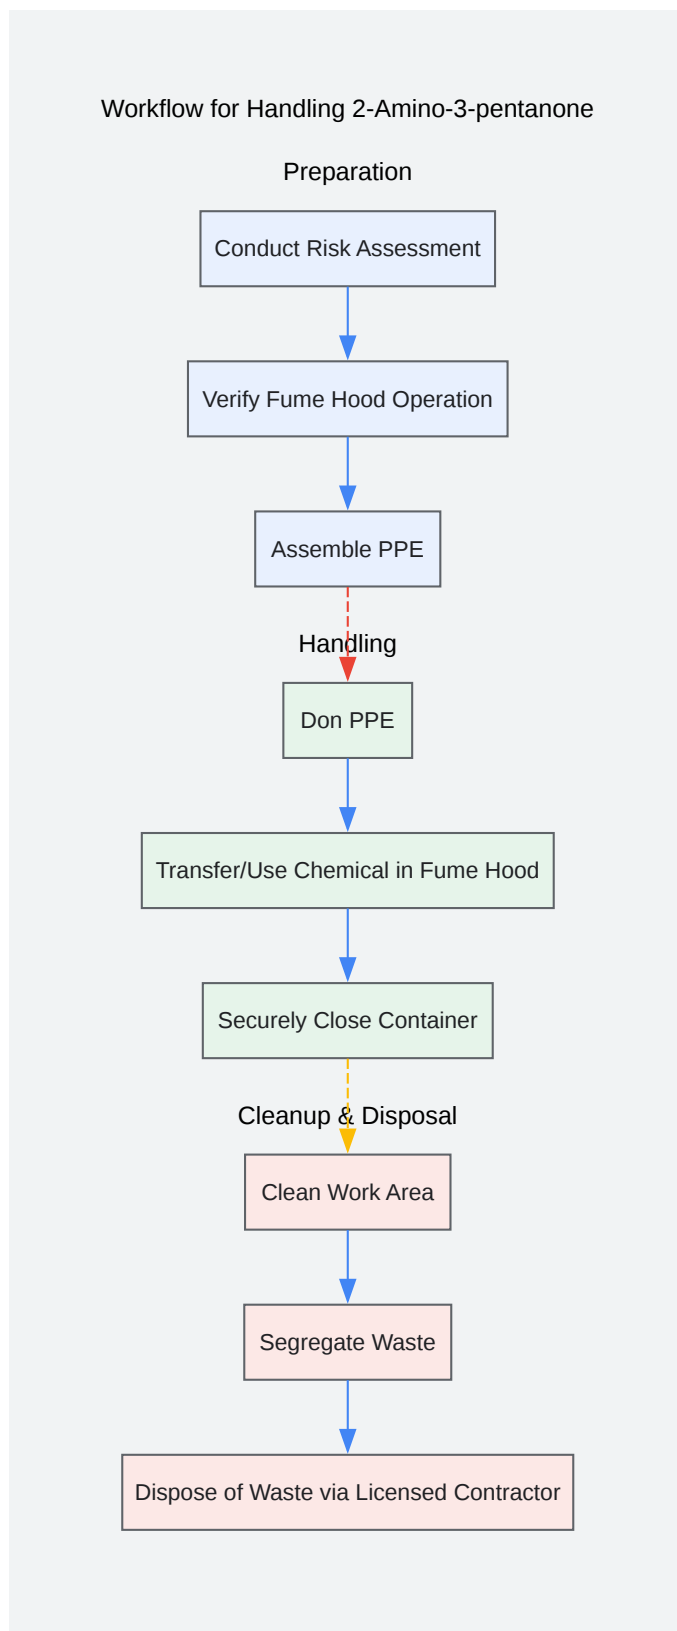 Workflow for Handling 2-Amino-3-pentanone
Preparation
Conduct Risk Assessment
Verify Fume Hood Operation
Assemble PPE
Handling
Don PPE
Transfer/Use Chemical in Fume Hood
Securely Close Container
Cleanup & Disposal
Clean Work Area
Segregate Waste
Dispose of Waste via Licensed Contractor